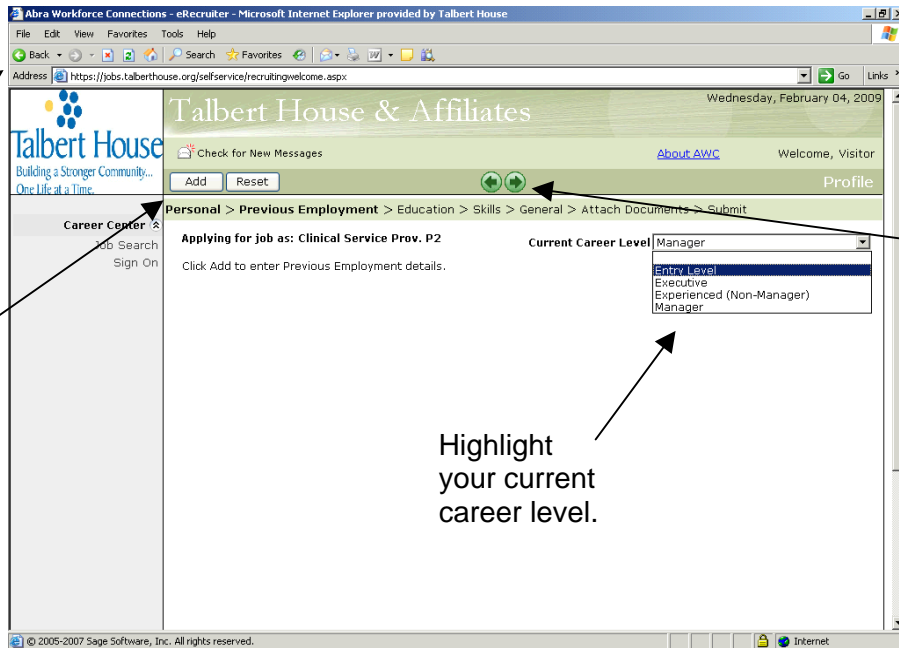 Abra Workforce Connections - eRecruiter - Microsoft Internet Explorer provided by Talbert House
File Edit View Favorites Tools Help
Back Search Favorites
Address https://jobs.talberthouse.org/selfservice/recruitingwelcome.aspx Go Links
Talbert House & Affiliates
Wednesday, February 04, 2009
Talbert House
Building a Stronger Community...
One Life at a Time.
Check for New Messages About AWC Welcome, Visitor
Add Reset Profile
Personal > Previous Employment > Education > Skills > General > Attach Documents > Submit
Career Center
Job Search
Sign On
Applying for job as: Clinical Service Prov. P2
Click Add to enter Previous Employment details.
Current Career Level Manager
Entry Level
Executive
Experienced (Non-Manager)
Manager
Highlight
your current
career level.
© 2005-2007 Sage Software, Inc. All rights reserved. Internet